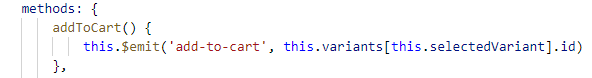 methods: {
addToCart() {
this.$emit('add-to-cart', this.variants[this.selectedVariant].id)
},